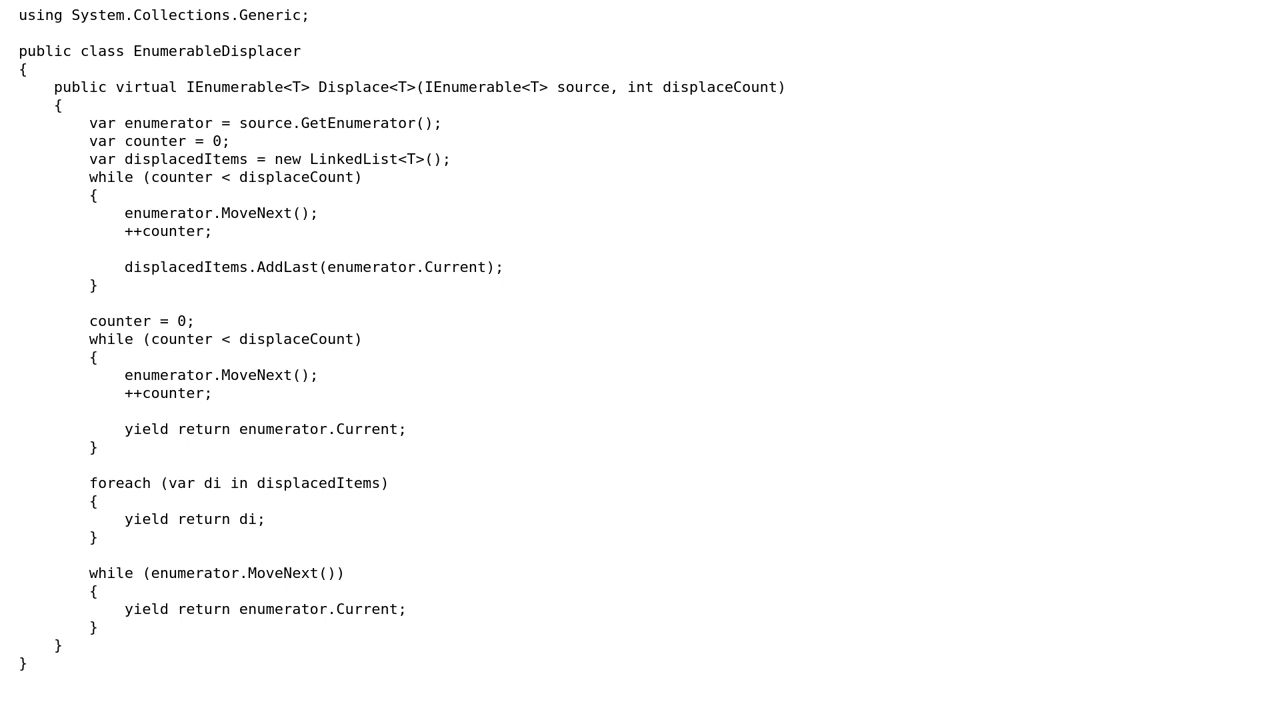 using System.Collections.Generic;

public class EnumerableDisplacer
{
    public virtual IEnumerable<T> Displace<T>(IEnumerable<T> source, int displaceCount)
    {
        var enumerator = source.GetEnumerator();
        var counter = 0;
        var displacedItems = new LinkedList<T>();
        while (counter < displaceCount)
        {
            enumerator.MoveNext();
            ++counter;

            displacedItems.AddLast(enumerator.Current);
        }

        counter = 0;
        while (counter < displaceCount)
        {
            enumerator.MoveNext();
            ++counter;

            yield return enumerator.Current;
        }

        foreach (var di in displacedItems)
        {
            yield return di;
        }

        while (enumerator.MoveNext())
        {
            yield return enumerator.Current;
        }
    }
}